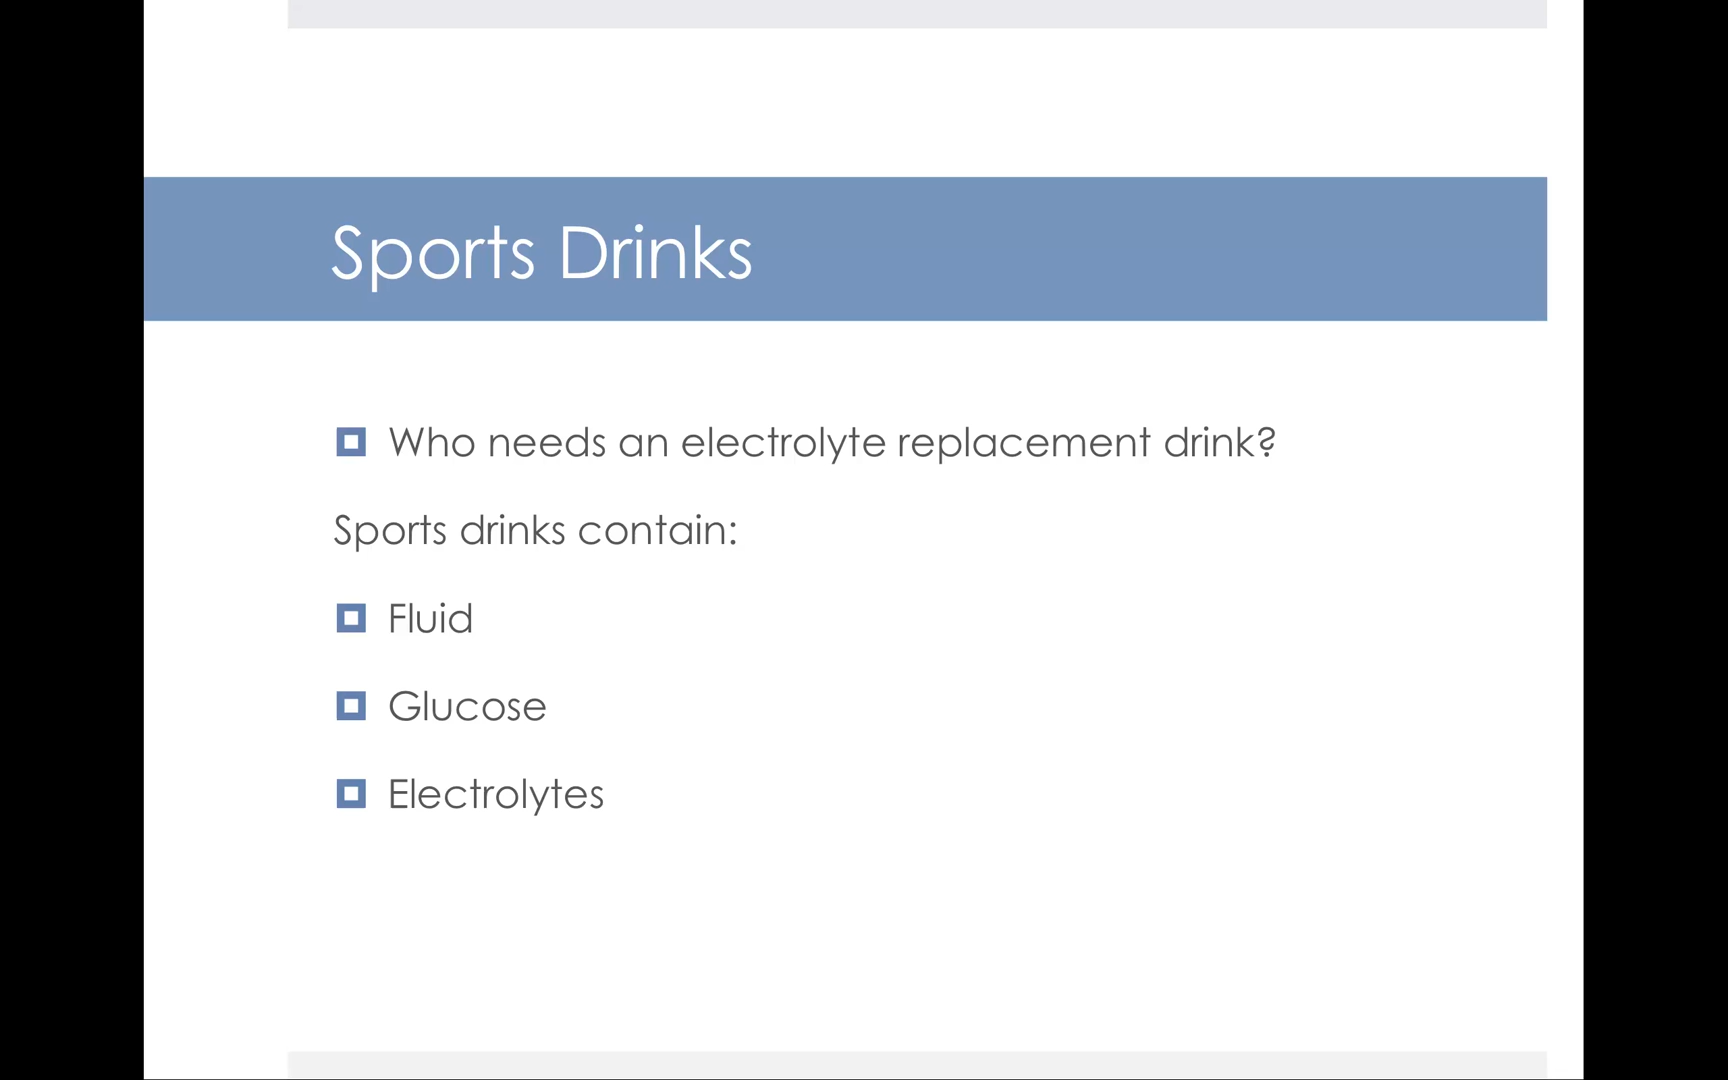 Sports Drinks
Who needs an electrolyte replacement drink?
Sports drinks contain:
Fluid
Glucose
Electrolytes